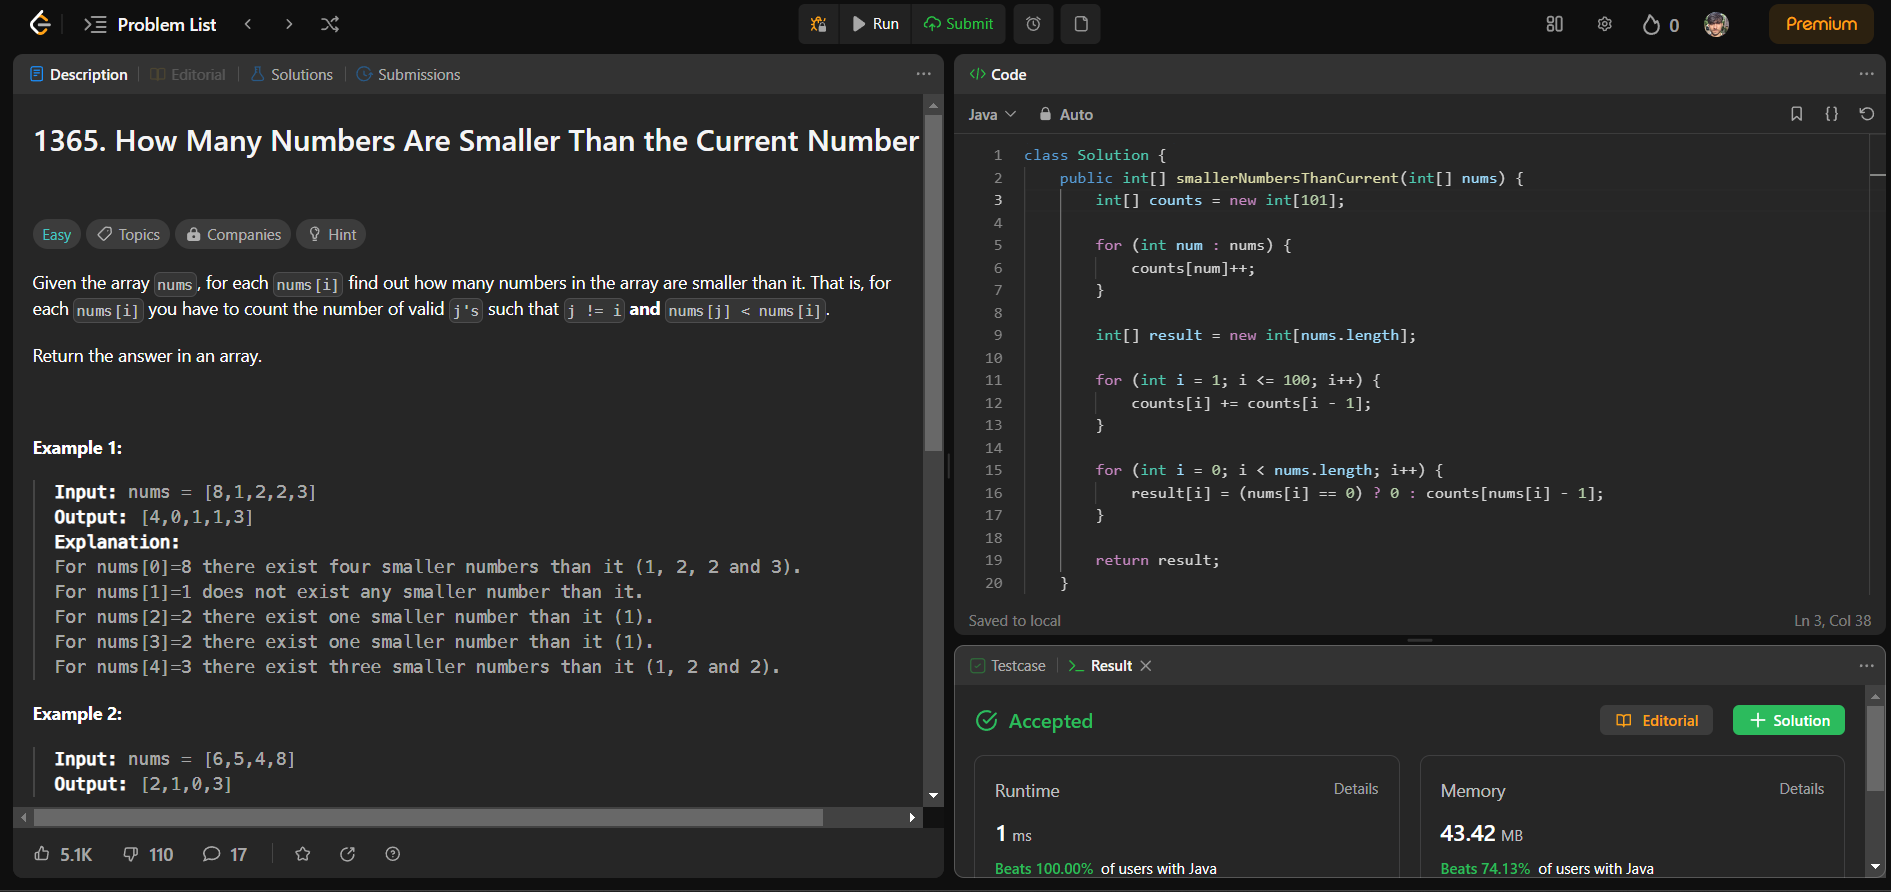 Problem List
Run
Submit
0
Premium
Description
Editorial
Solutions
Submissions
1365. How Many Numbers Are Smaller Than the Current Number
Easy
Topics
Companies
Hint
Given the array nums, for each nums[i] find out how many numbers in the array are smaller than it. That is, for
each nums[i] you have to count the number of valid j's such that j != i and nums[j] < nums[i].
Return the answer in an array.
Example 1:
Input: nums = [8,1,2,2,3]
Output: [4,0,1,1,3]
Explanation:
For nums[0]=8 there exist four smaller numbers than it (1, 2, 2 and 3).
For nums[1]=1 does not exist any smaller number than it.
For nums[2]=2 there exist one smaller number than it (1).
For nums[3]=2 there exist one smaller number than it (1).
For nums[4]=3 there exist three smaller numbers than it (1, 2 and 2).
Example 2:
Input: nums = [6,5,4,8]
Output: [2,1,0,3]
5.1K
110
17
</> Code
Java
Auto
1 class Solution {
2 public int[] smallerNumbersThanCurrent(int[] nums) {
3 int[] counts = new int[101];
4
5 for (int num : nums) {
6 counts[num]++;
7 }
8
9 int[] result = new int[nums.length];
10
11 for (int i = 1; i <= 100; i++) {
12 counts[i] += counts[i - 1];
13 }
14
15 for (int i = 0; i < nums.length; i++) {
16 result[i] = (nums[i] == 0) ? 0 : counts[nums[i] - 1];
17 }
18
19 return result;
20 }
Saved to local
Ln 3, Col 38
Testcase
>_ Result
Accepted
Editorial
+ Solution
Runtime
Details
1 ms
Beats 100.00% of users with Java
Memory
Details
43.42 MB
Beats 74.13% of users with Java